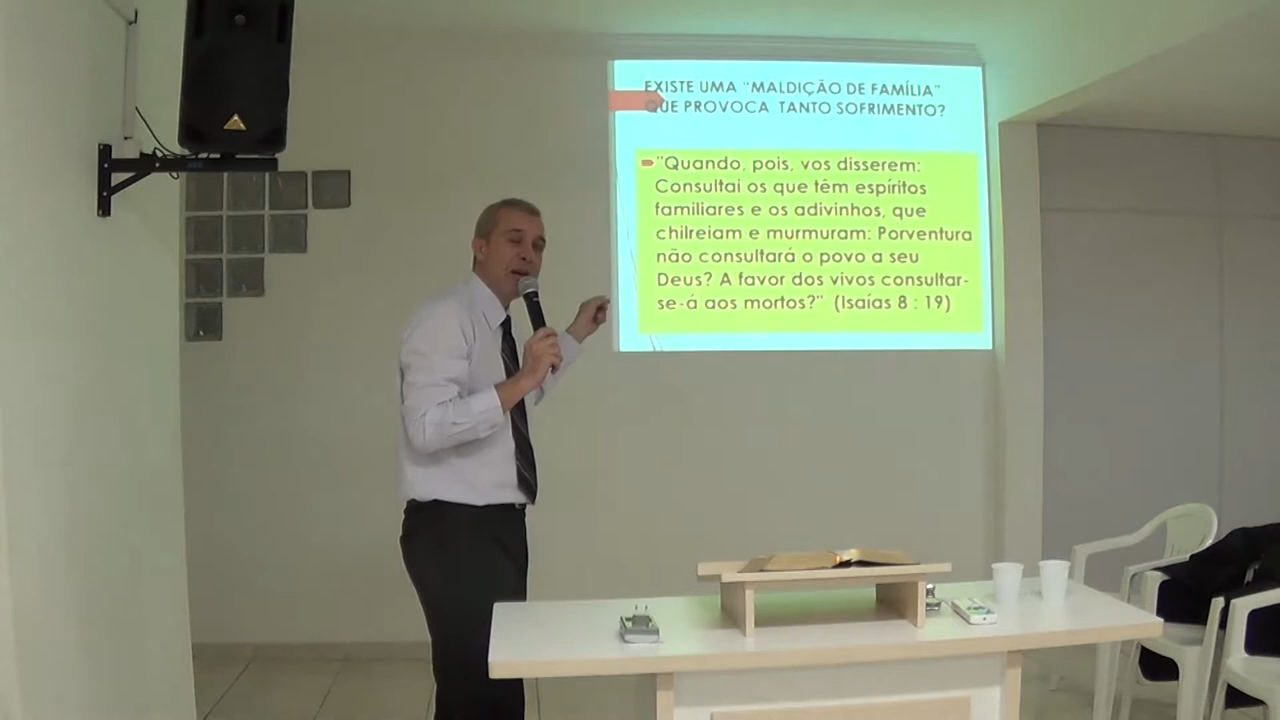 EXISTE UMA "MALDIÇÃO DE FAMÍLIA"
QUE PROVOCA TANTO SOFRIMENTO?
"Quando, pois, vos disserem:
Consultai os que têm espíritos
familiares e os adivinhos, que
chilreiam e murmuram: Porventura
não consultará o povo a seu
Deus? A favor dos vivos consultar-
se-á aos mortos?" (Isaías 8 : 19)